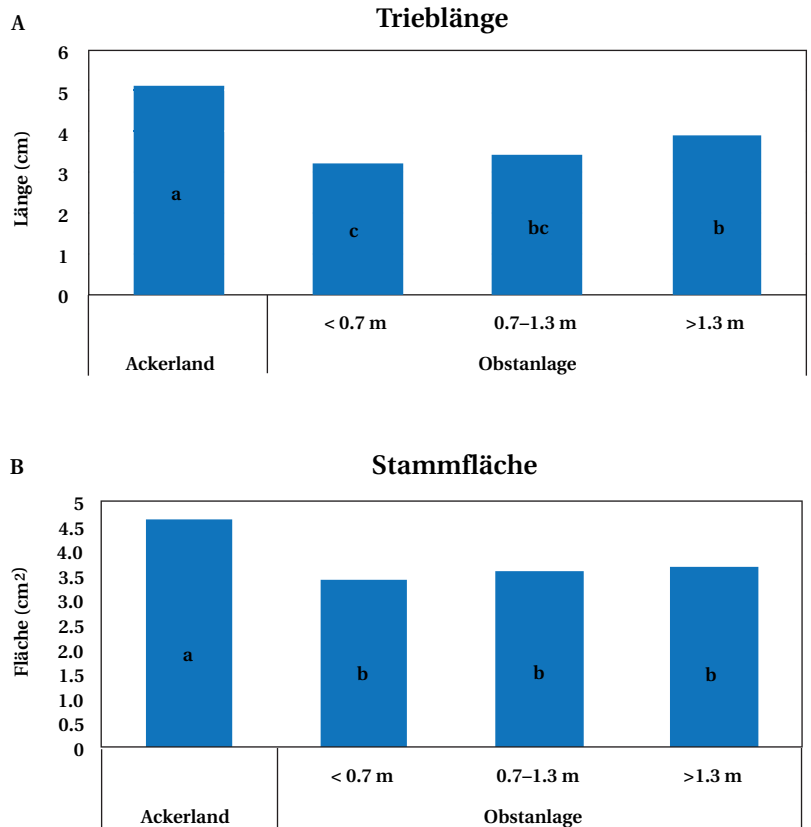 A
Trieblänge
Länge (cm)
6
5
4
3
2
1
0
a
c
bc
b
< 0.7 m 0.7–1.3 m >1.3 m
Ackerland Obstanlage
B
Stammfläche
Fläche (cm²)
5
4.5
4.0
3.5
3.0
2.5
2.0
1.5
1.0
0.5
0
a
b
b
b
< 0.7 m 0.7–1.3 m >1.3 m
Ackerland Obstanlage